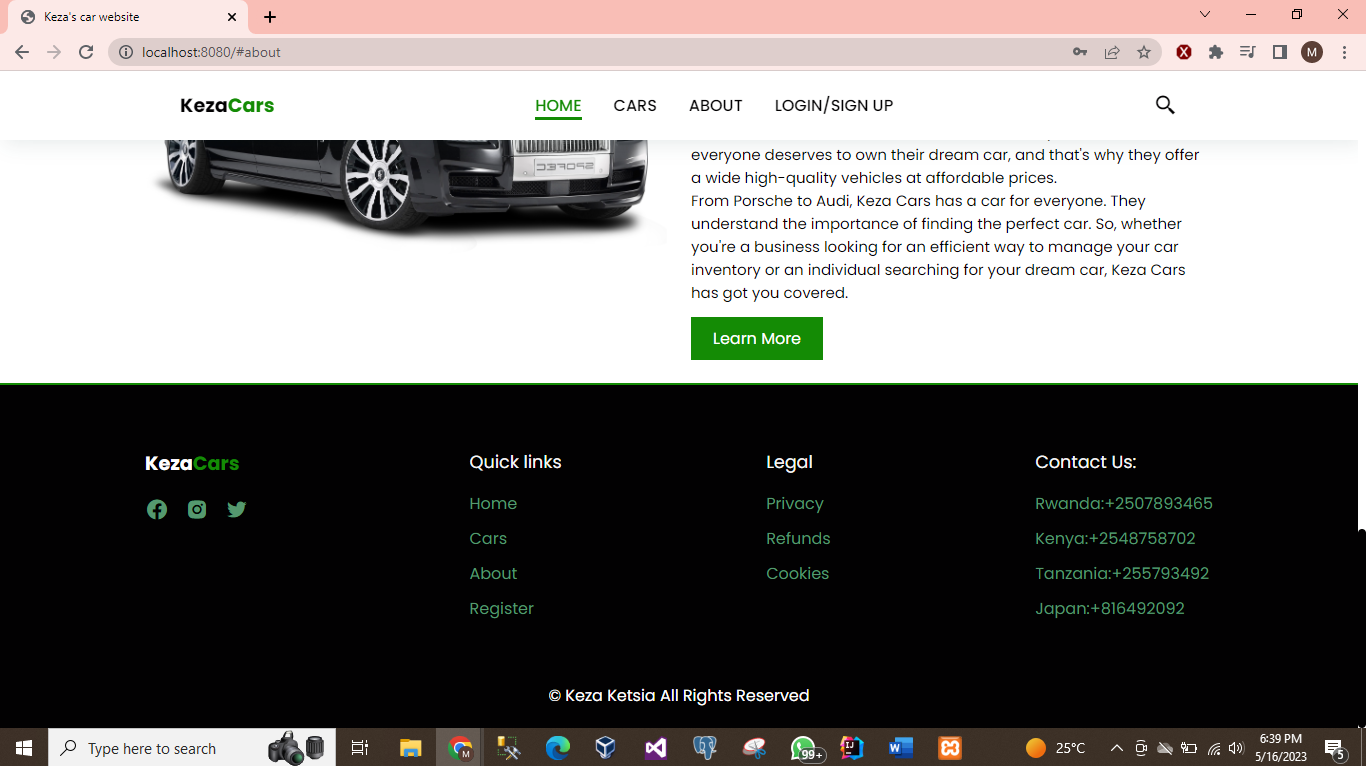 Keza's car website
localhost:8080/#about
M
KezaCars
HOME
CARS
ABOUT
LOGIN/SIGN UP
everyone deserves to own their dream car, and that's why they offer
a wide high-quality vehicles at affordable prices.
From Porsche to Audi, Keza Cars has a car for everyone. They
understand the importance of finding the perfect car. So, whether
you're a business looking for an efficient way to manage your car
inventory or an individual searching for your dream car, Keza Cars
has got you covered.
Learn More
KezaCars
Quick links
Home
Cars
About
Register
Legal
Privacy
Refunds
Cookies
Contact Us:
Rwanda:+2507893465
Kenya:+2548758702
Tanzania:+255793492
Japan:+816492092
© Keza Ketsia All Rights Reserved
Type here to search
M
99+
IJ
W
25°C
6:39 PM
5/16/2023
5